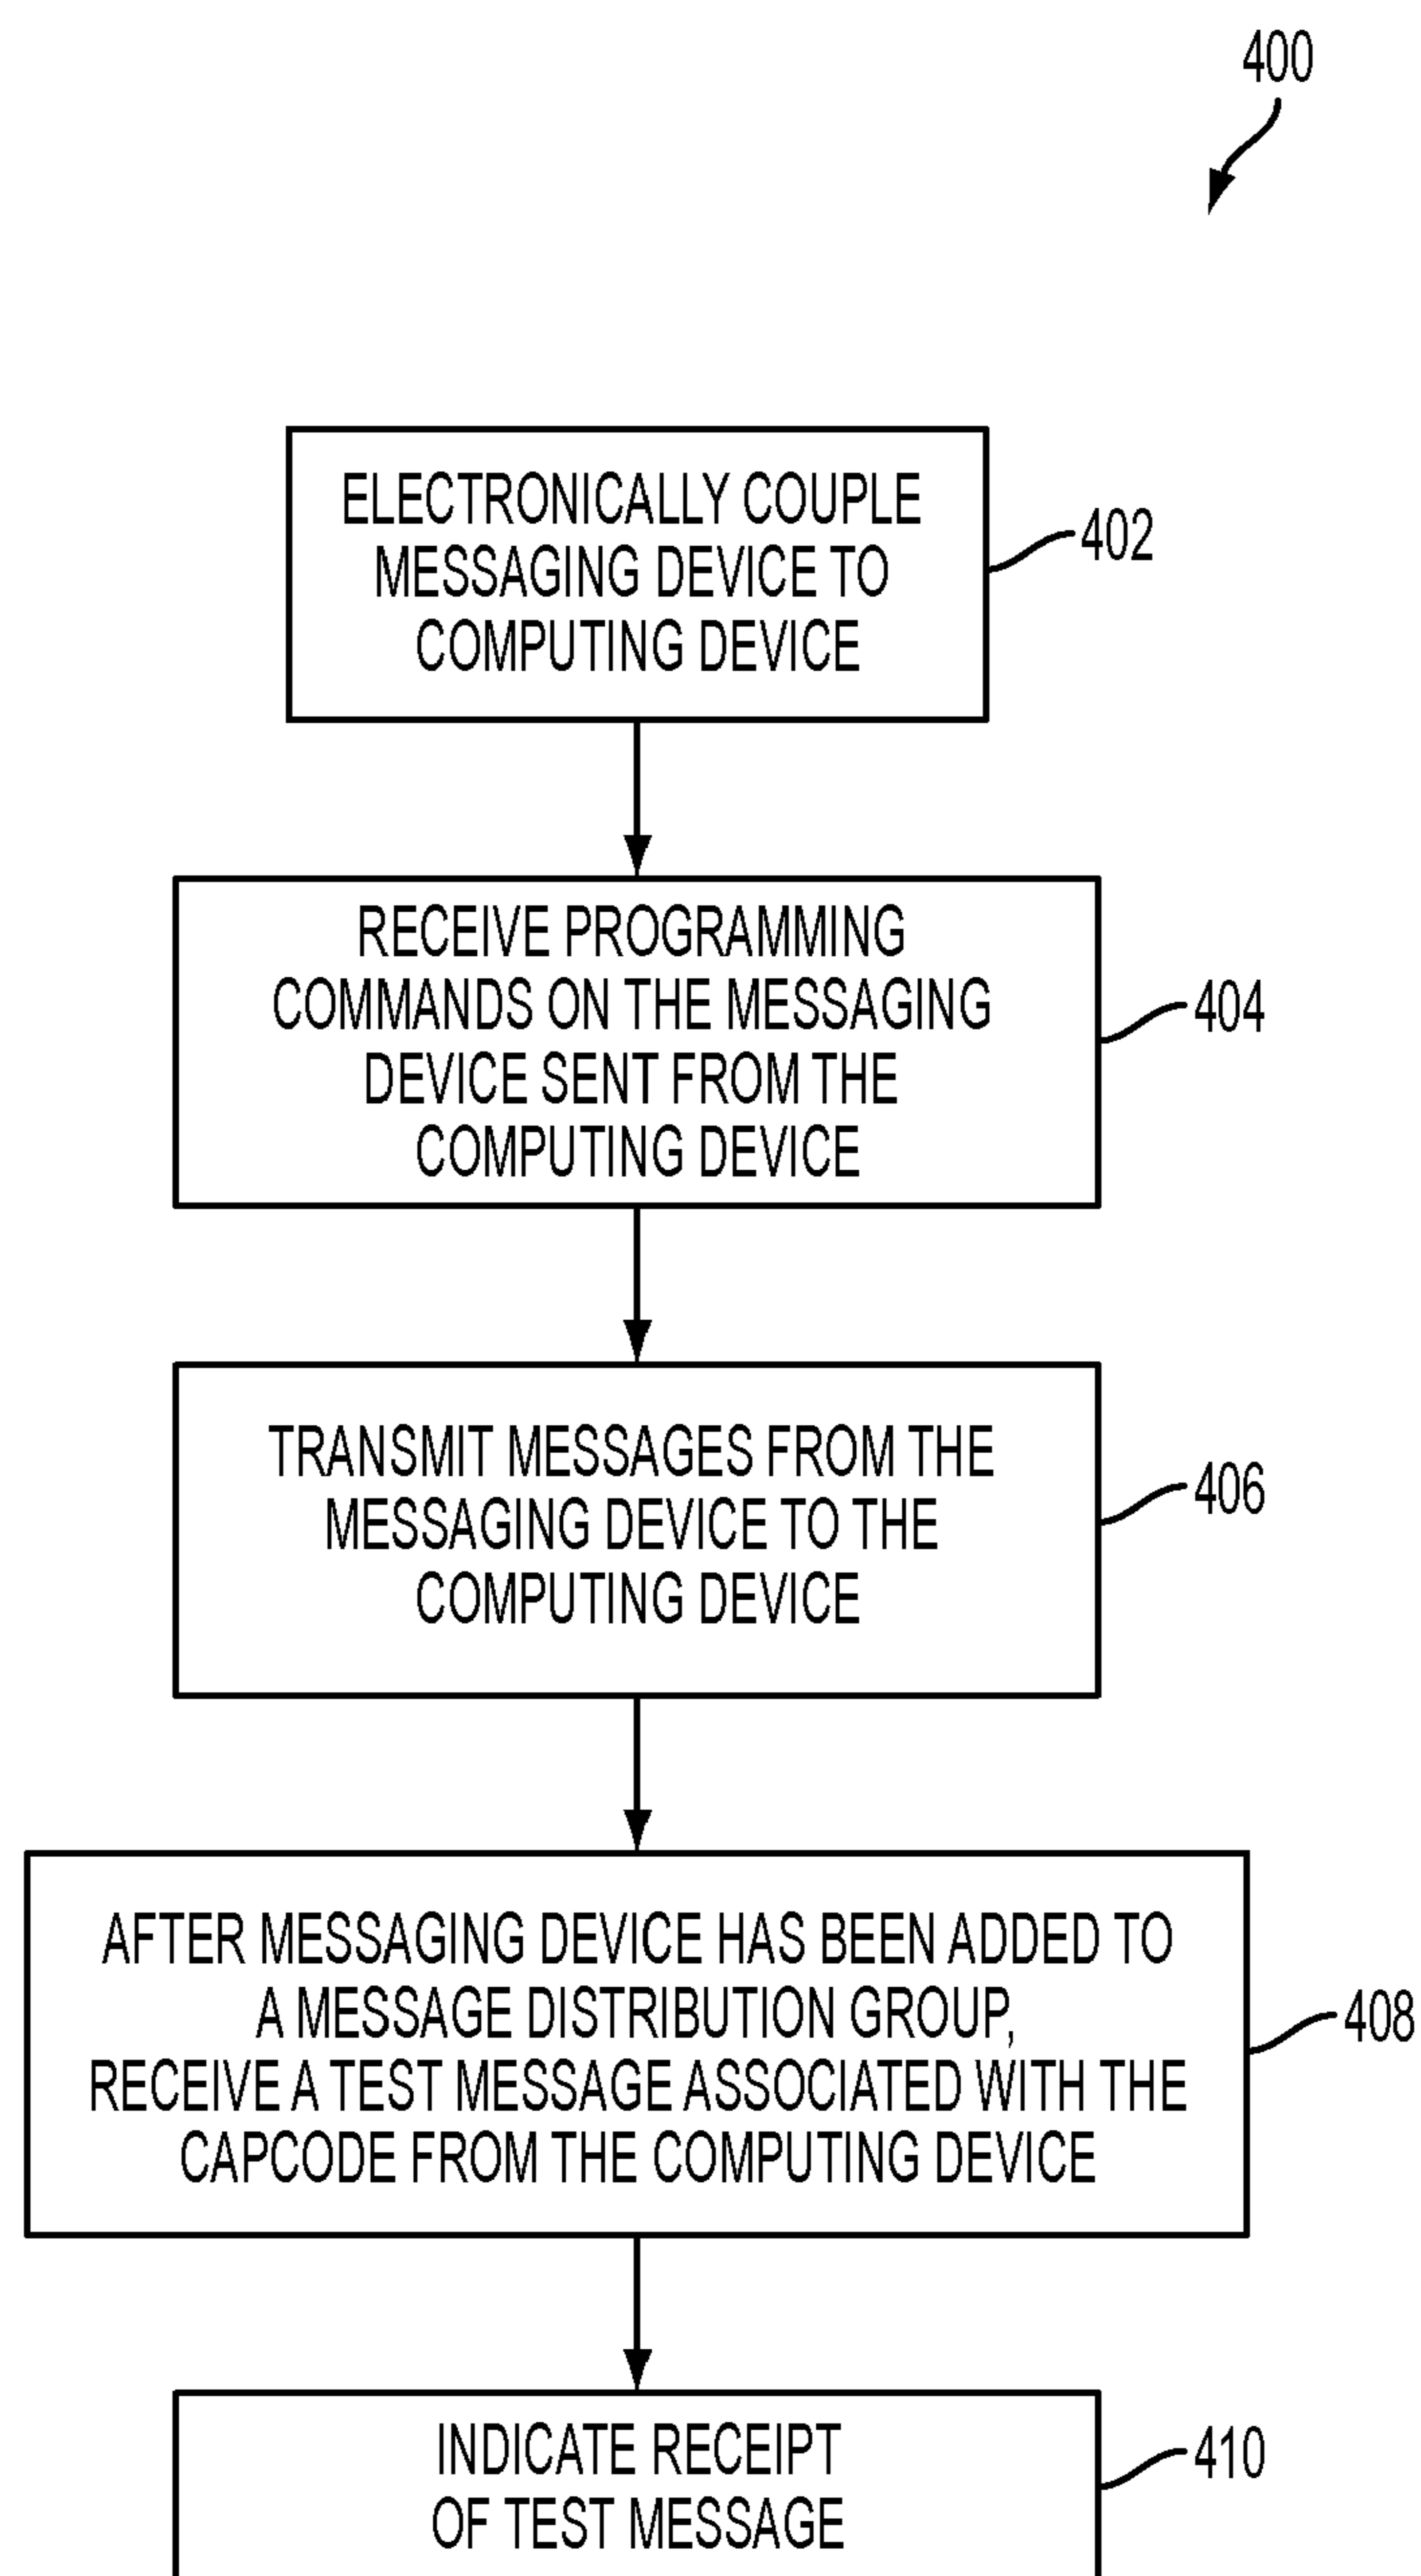 400
ELECTRONICALLY COUPLE
MESSAGING DEVICE TO
COMPUTING DEVICE
402
RECEIVE PROGRAMMING
COMMANDS ON THE MESSAGING
DEVICE SENT FROM THE
COMPUTING DEVICE
404
TRANSMIT MESSAGES FROM THE
MESSAGING DEVICE TO THE
COMPUTING DEVICE
406
AFTER MESSAGING DEVICE HAS BEEN ADDED TO
A MESSAGE DISTRIBUTION GROUP,
RECEIVE A TEST MESSAGE ASSOCIATED WITH THE
CAPCODE FROM THE COMPUTING DEVICE
408
INDICATE RECEIPT
OF TEST MESSAGE
410